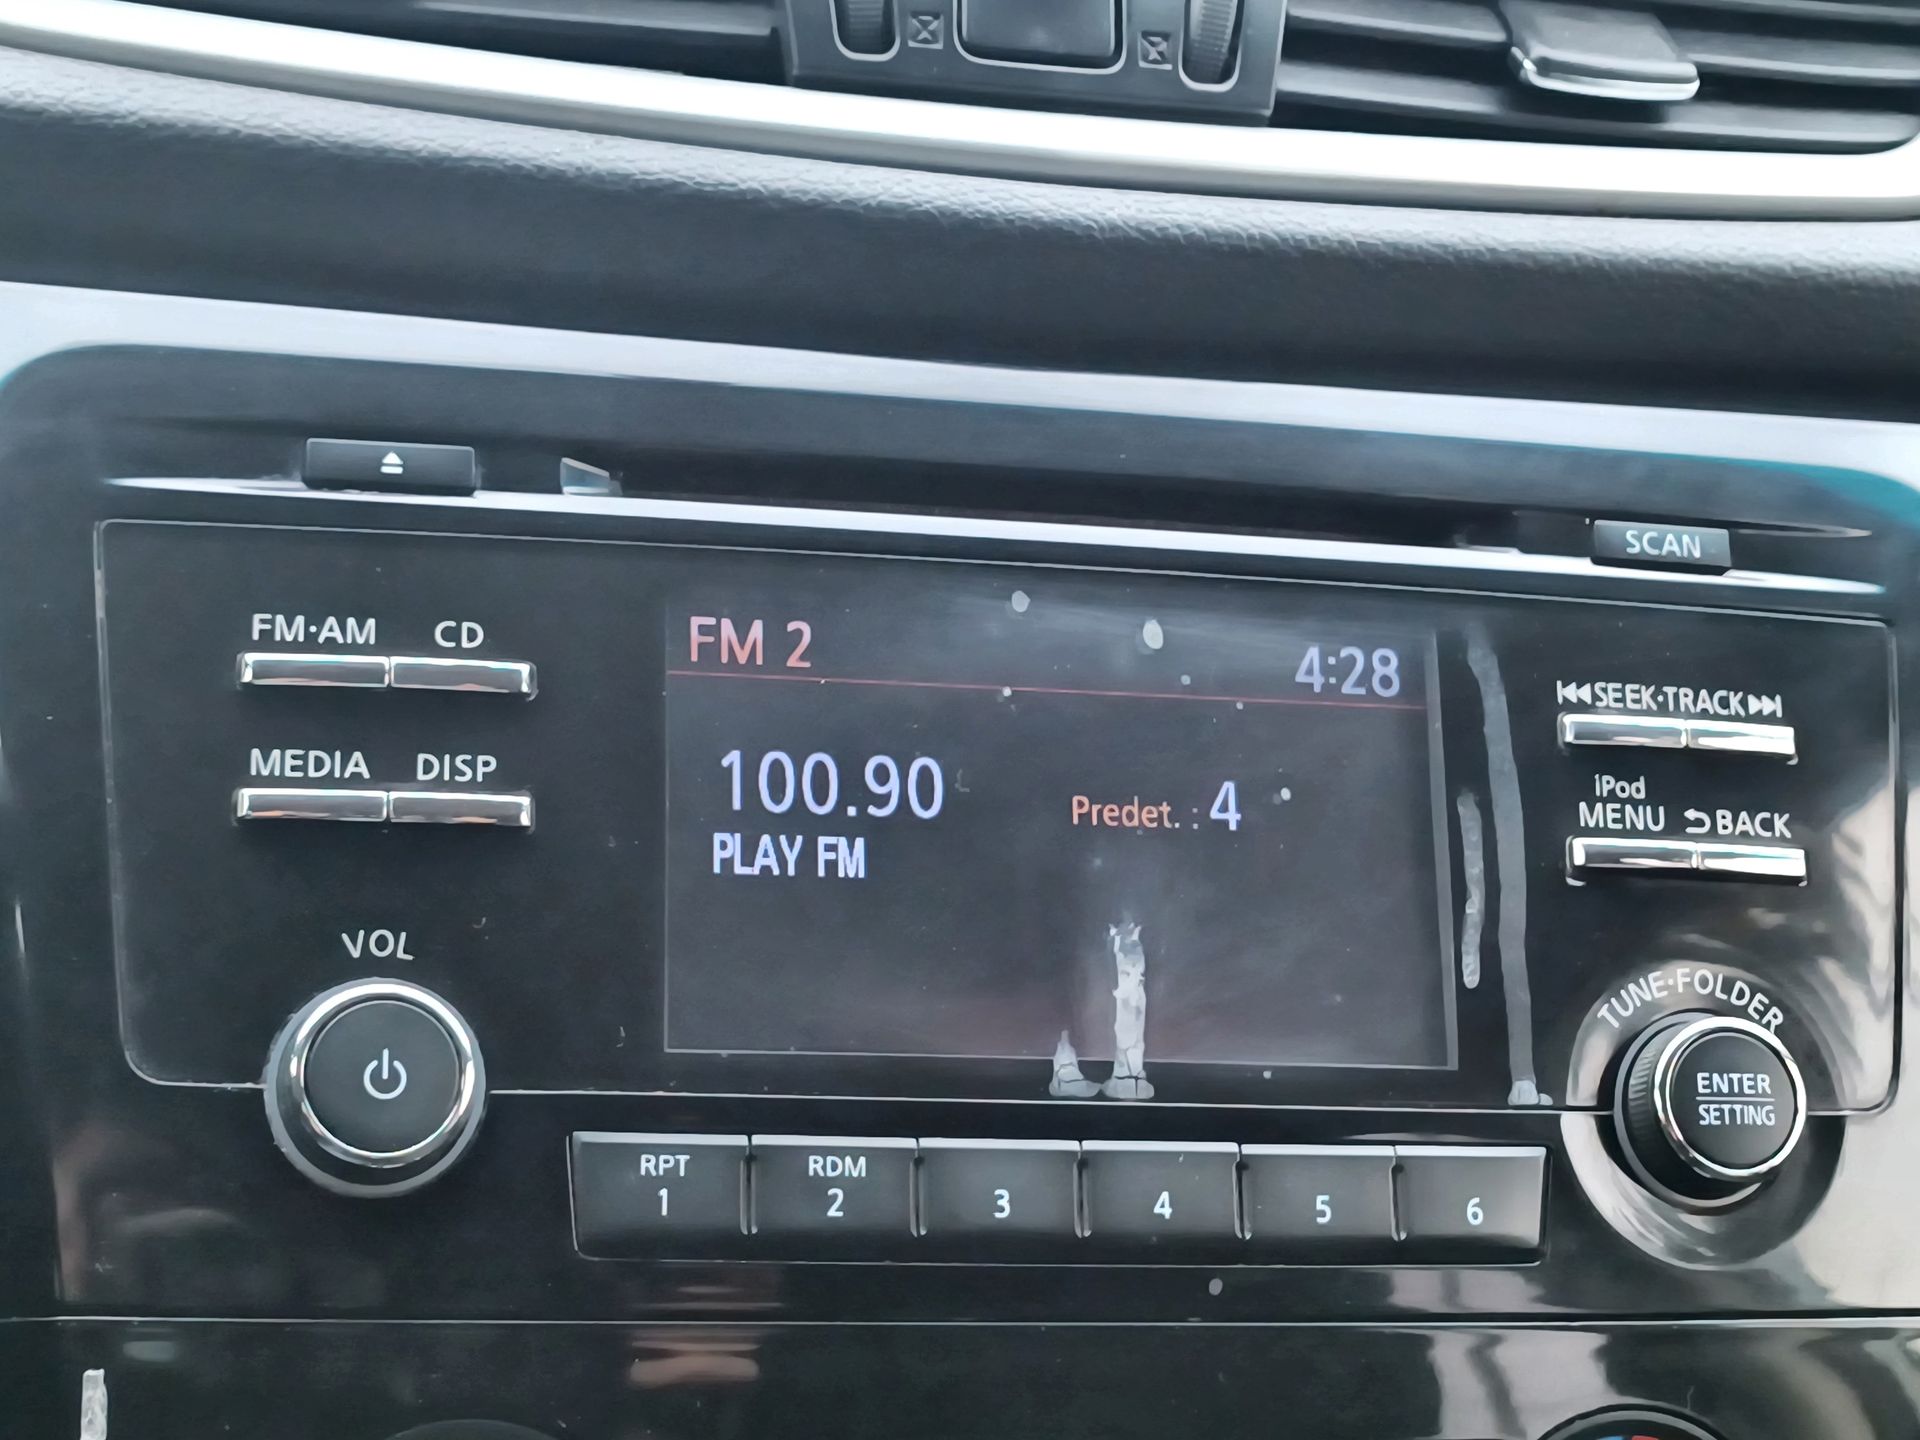 SCAN
FM·AM CD
FM 2 4:28
⏮SEEK·TRACK⏭
MEDIA DISP
100.90
Predet. : 4
PLAY FM
iPod
MENU ⮌BACK
VOL
TUNE·FOLDER
ENTER
SETTING
RPT RDM
1 2 3 4 5 6